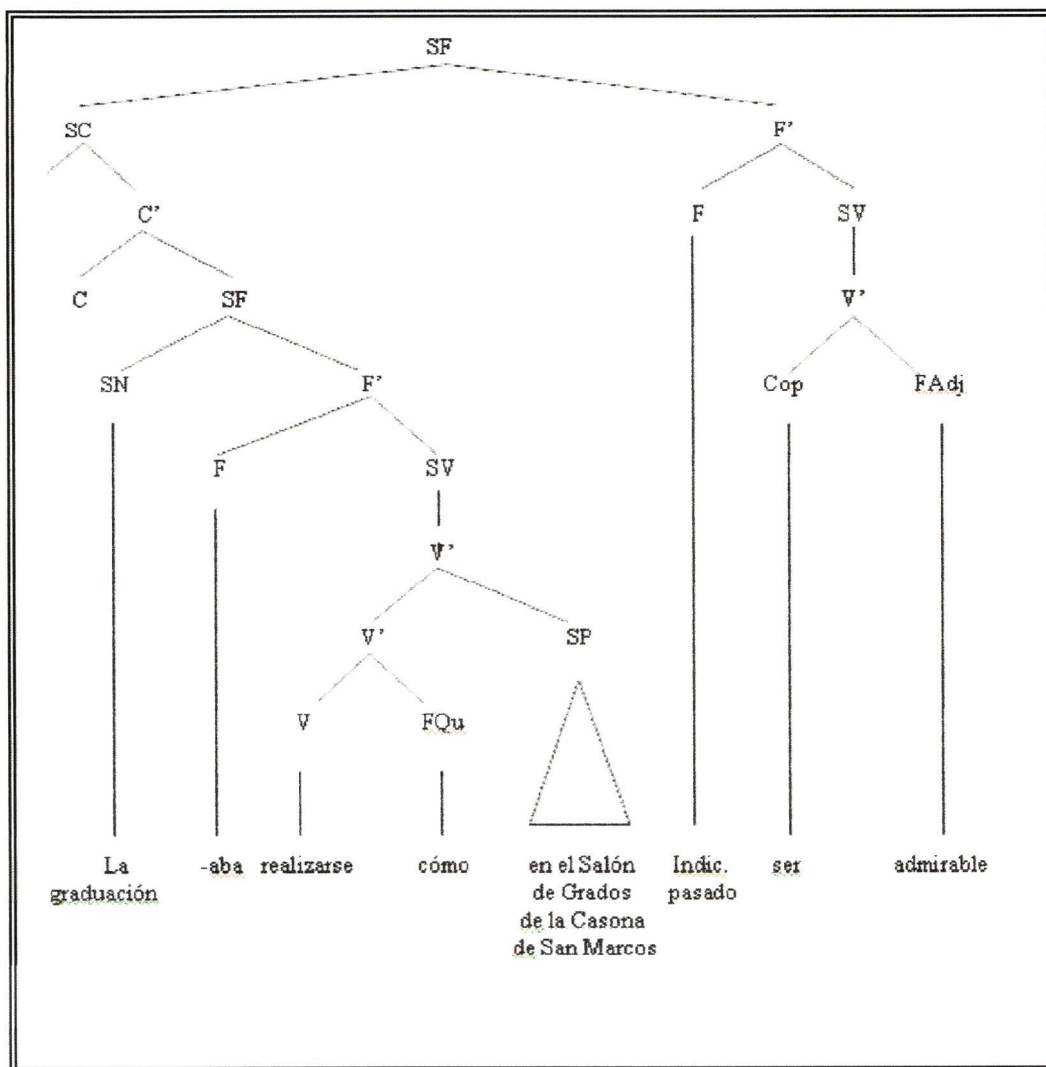 SF
SC F'
C' F SV
C SF V'
SN F' Cop FAdj
F SV
V'
V' SP
V FQu
La -aba realizarse cómo en el Salón Indic. ser admirable
graduación de Grados pasado
de la Casona
de San Marcos